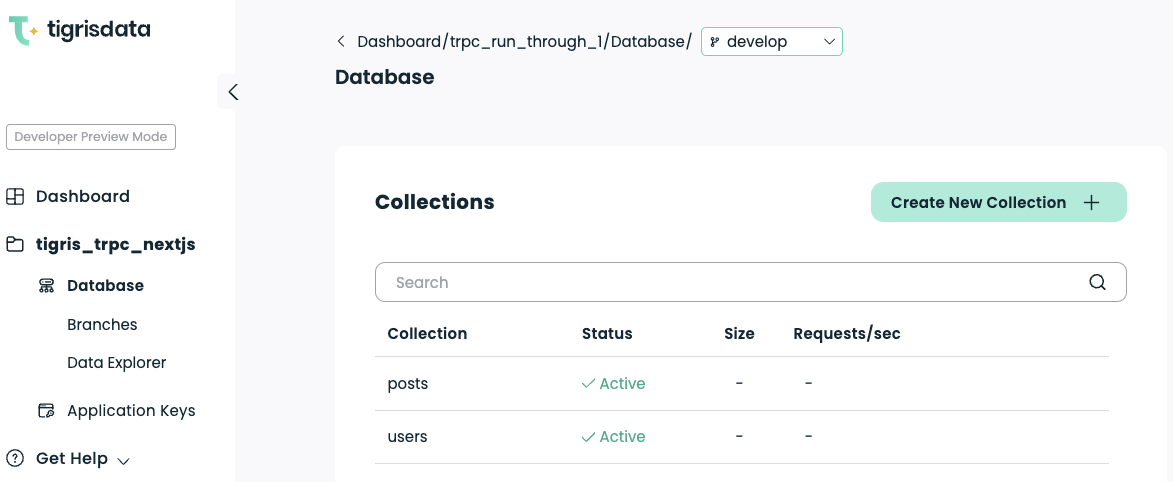 tigrisdata
Developer Preview Mode
Dashboard
tigris_trpc_nextjs
Database
Branches
Data Explorer
Application Keys
Get Help
Dashboard/trpc_run_through_1/Database/ develop
Database
Collections
Create New Collection
Search
Collection Status Size Requests/sec
posts Active - -
users Active - -